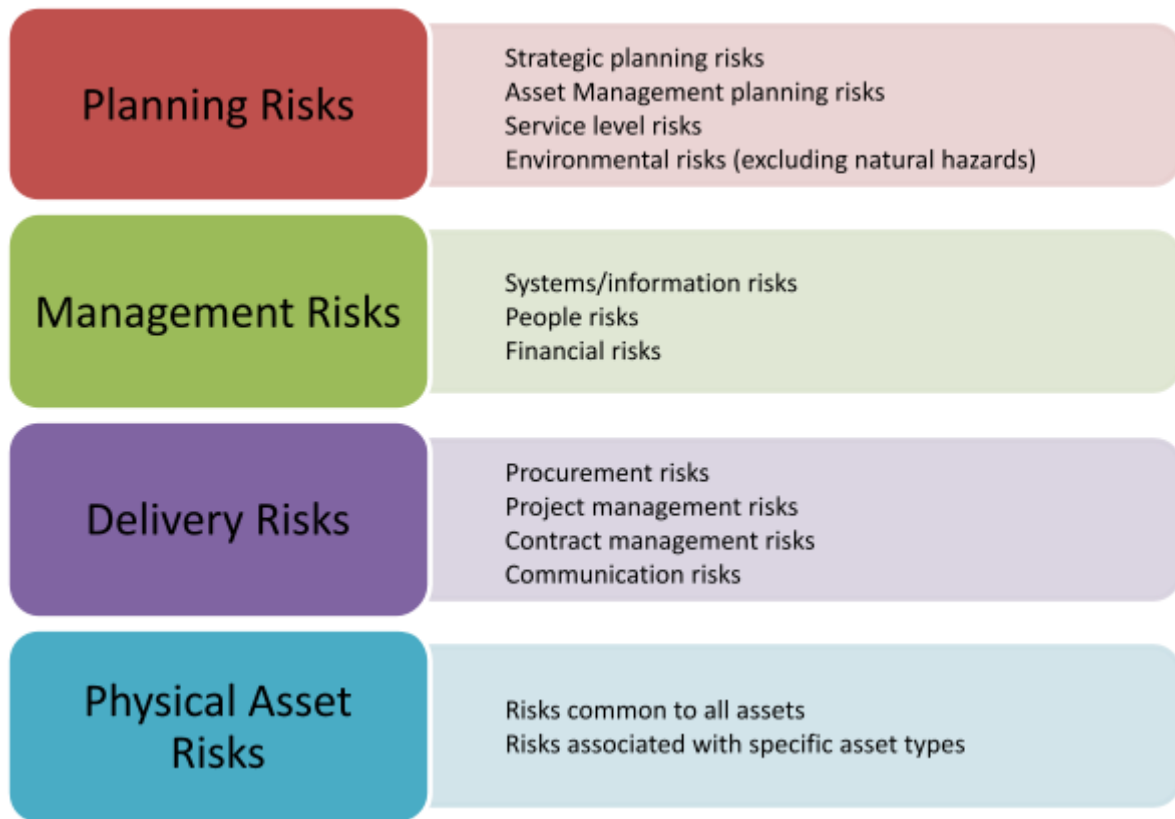 Planning Risks
Strategic planning risks
Asset Management planning risks
Service level risks
Environmental risks (excluding natural hazards)
Management Risks
Systems/information risks
People risks
Financial risks
Delivery Risks
Procurement risks
Project management risks
Contract management risks
Communication risks
Physical Asset
Risks
Risks common to all assets
Risks associated with specific asset types